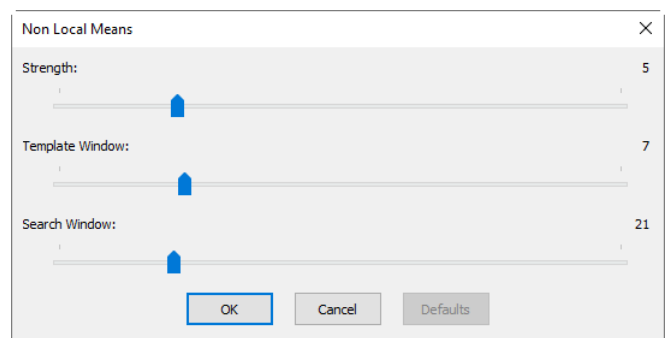 Non Local Means
Strength: 5
Template Window: 7
Search Window: 21
OK Cancel Defaults